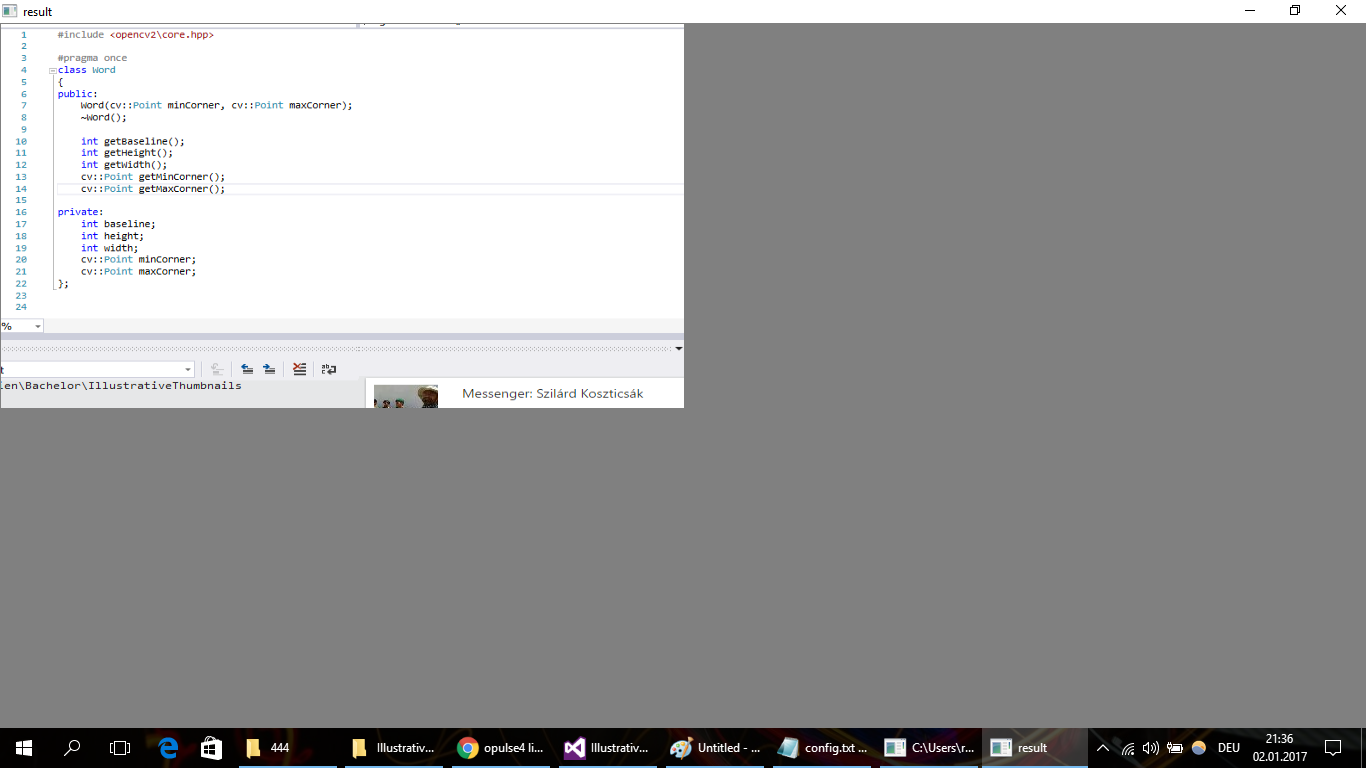 result
1 #include <opencv2\core.hpp>
2
3 #pragma once
4 class Word
5 {
6 public:
7 Word(cv::Point minCorner, cv::Point maxCorner);
8 ~Word();
9
10 int getBaseline();
11 int getHeight();
12 int getWidth();
13 cv::Point getMinCorner();
14 cv::Point getMaxCorner();
15
16 private:
17 int baseline;
18 int height;
19 int width;
20 cv::Point minCorner;
21 cv::Point maxCorner;
22 };
23
24
%
t
ien\Bachelor\IllustrativeThumbnails
Messenger: Szilárd Koszticsák
444 Illustrativ... opulse4 li... Illustrativ... Untitled - ... config.txt ... C:\Users\r... result DEU 21:36
02.01.2017